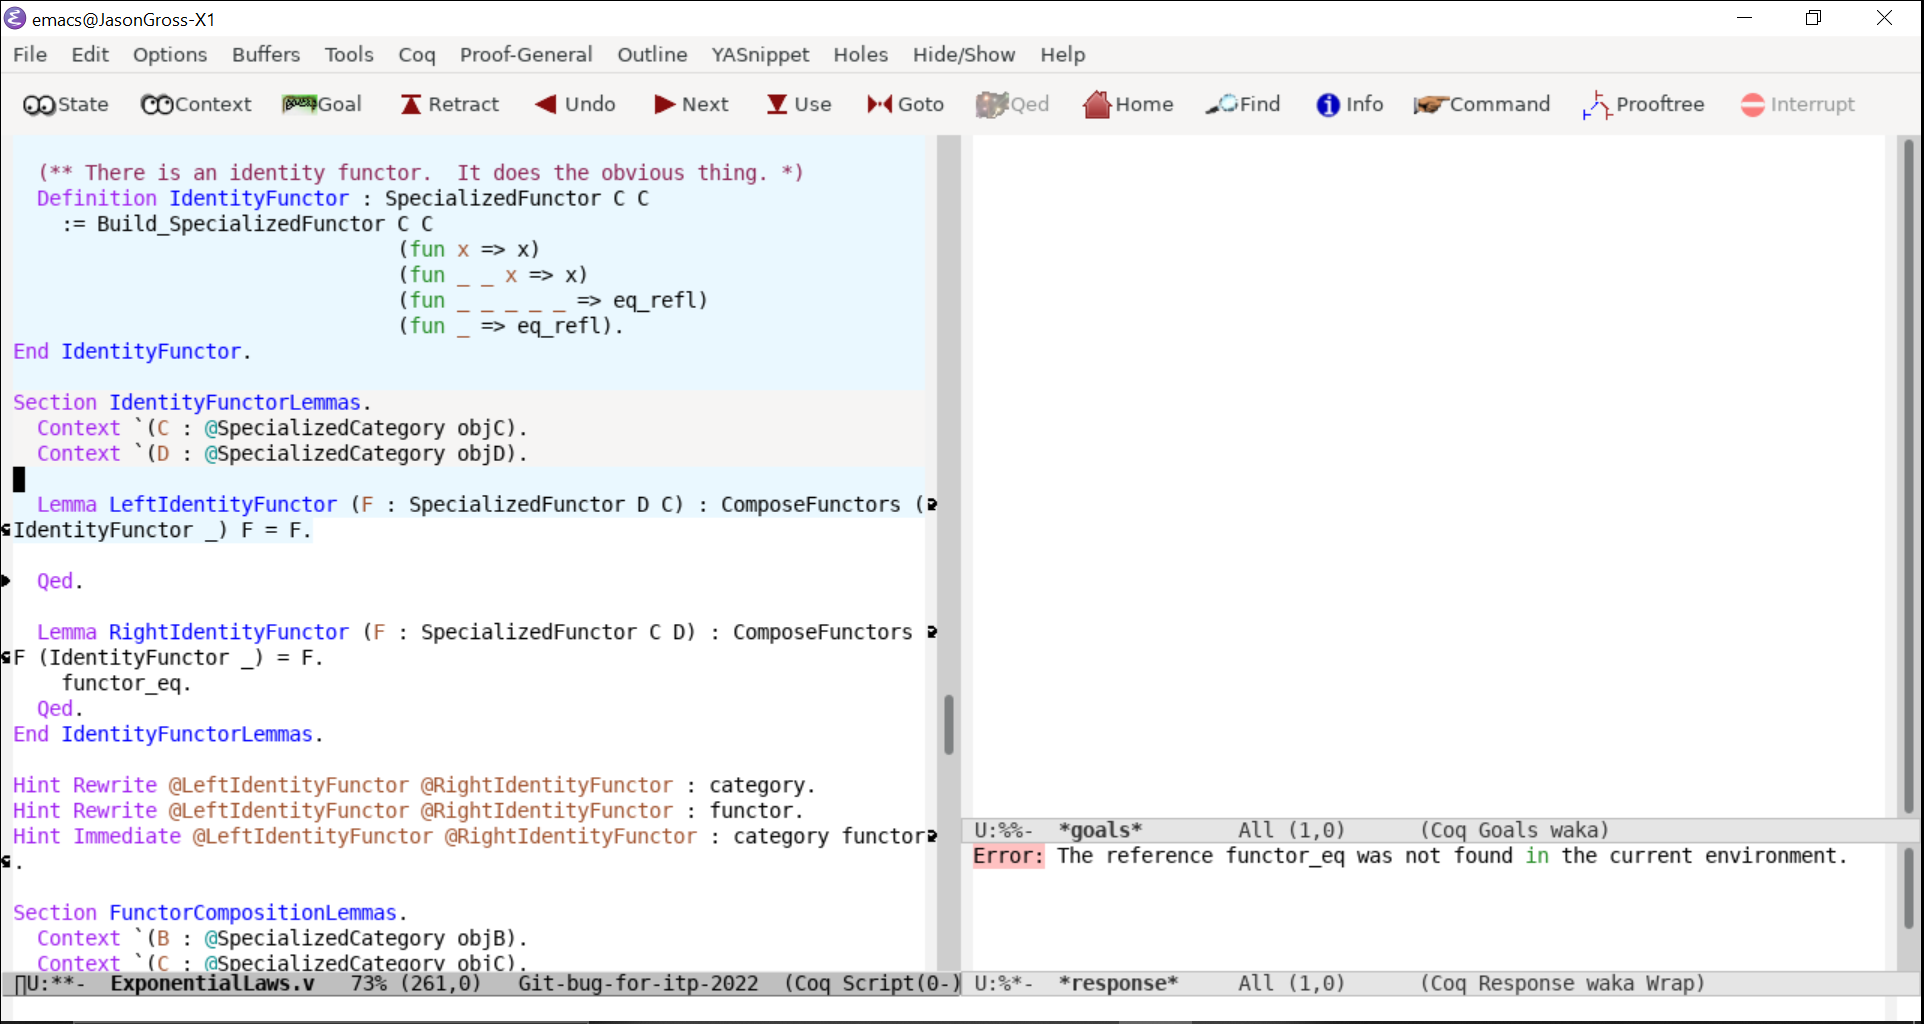 emacs@JasonGross-X1
File Edit Options Buffers Tools Coq Proof-General Outline YASnippet Holes Hide/Show Help
State Context Goal Retract Undo Next Use Goto Qed Home Find Info Command Prooftree Interrupt
(** There is an identity functor.  It does the obvious thing. *)
Definition IdentityFunctor : SpecializedFunctor C C
:= Build_SpecializedFunctor C C
(fun x => x)
(fun _ _ x => x)
(fun _ _ _ _ _ => eq_refl)
(fun _ => eq_refl).
End IdentityFunctor.
Section IdentityFunctorLemmas.
Context `(C : @SpecializedCategory objC).
Context `(D : @SpecializedCategory objD).
Lemma LeftIdentityFunctor (F : SpecializedFunctor D C) : ComposeFunctors (
IdentityFunctor _) F = F.
Qed.
Lemma RightIdentityFunctor (F : SpecializedFunctor C D) : ComposeFunctors
F (IdentityFunctor _) = F.
functor_eq.
Qed.
End IdentityFunctorLemmas.
Hint Rewrite @LeftIdentityFunctor @RightIdentityFunctor : category.
Hint Rewrite @LeftIdentityFunctor @RightIdentityFunctor : functor.
Hint Immediate @LeftIdentityFunctor @RightIdentityFunctor : category functor
.
Section FunctorCompositionLemmas.
Context `(B : @SpecializedCategory objB).
Context `(C : @SpecializedCategory objC).
U:**-  ExponentialLaws.v   73% (261,0)   Git-bug-for-itp-2022  (Coq Script(0-)
U:%%-  *goals*        All (1,0)      (Coq Goals waka)
Error: The reference functor_eq was not found in the current environment.
U:%*-  *response*     All (1,0)      (Coq Response waka Wrap)